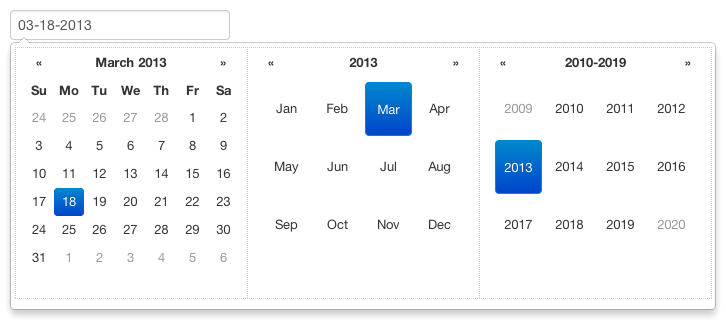 03-18-2013
« March 2013 »
Su Mo Tu We Th Fr Sa
24 25 26 27 28 1 2
3 4 5 6 7 8 9
10 11 12 13 14 15 16
17 18 19 20 21 22 23
24 25 26 27 28 29 30
31 1 2 3 4 5 6
« 2013 »
Jan Feb Mar Apr
May Jun Jul Aug
Sep Oct Nov Dec
« 2010-2019 »
2009 2010 2011 2012
2013 2014 2015 2016
2017 2018 2019 2020